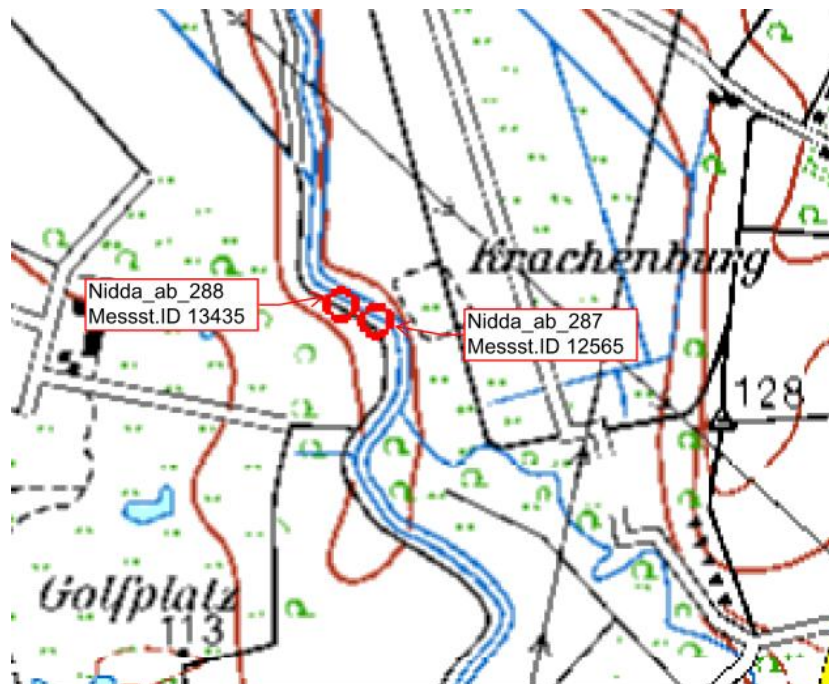 Krachenburg
Nidda_ab_288
Messst.ID 13435
Nidda_ab_287
Messst.ID 12565
128
Golfplatz
113